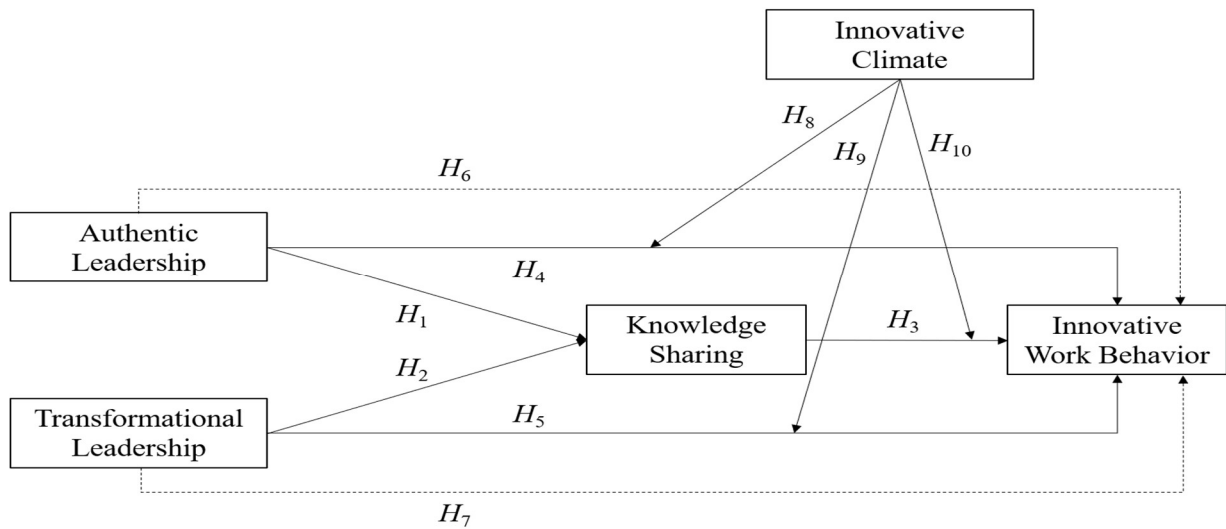 Innovative
Climate
H8
H9
H10
H6
Authentic
Leadership
H4
H1
Knowledge
Sharing
H3
Innovative
Work Behavior
H2
Transformational
Leadership
H5
H7